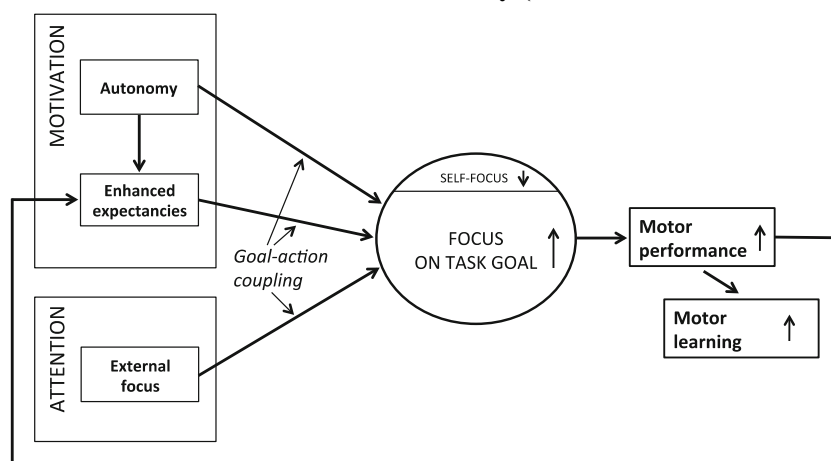 MOTIVATION
Autonomy
Enhanced
expectancies
Goal-action
coupling
ATTENTION
External
focus
SELF-FOCUS
FOCUS
ON TASK GOAL
Motor
performance
Motor
learning